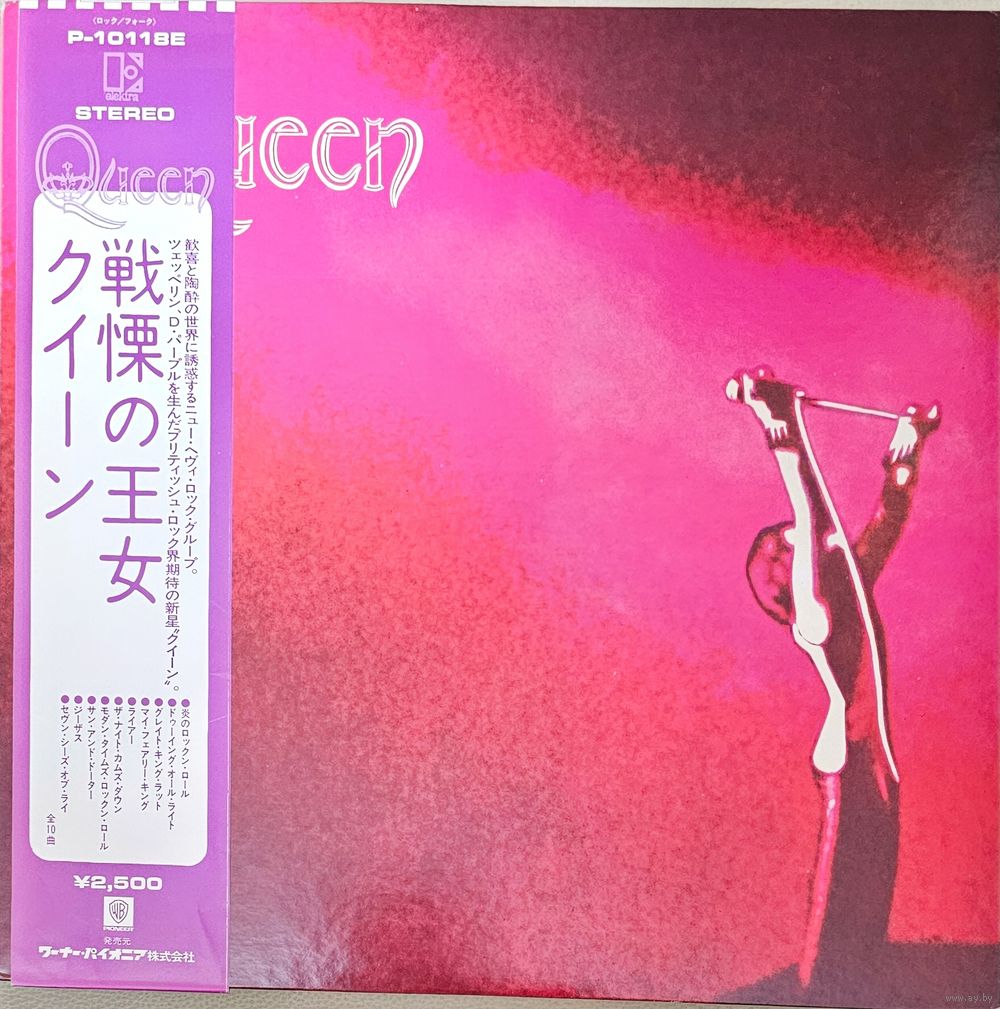 〈ロック/フォーク〉
P-10118E
elektra
STEREO
Queen
ueen
歓喜と陶酔の世界に誘惑するニュー・ヘヴィ・ロック・グループ。
ツェッペリン、D・パープルを生んだブリティッシュ・ロック界期待の新星〝クイーン〟。
戦慄の王女
クイーン
●炎のロックン・ロール
●ドゥーイング・オール・ライト
●グレイト・キング・ラット
●マイ・フェアリー・キング
●ライアー
●ザ・ナイト・カムズ・ダウン
●モダン・タイムズ・ロックン・ロール
●サン・アンド・ドーター
●ジーザス
●セヴン・シーズ・オブ・ライ
全10曲
¥2,500
WB
PIONEER
発売元
ワーナー・パイオニア株式会社
www.ay.by